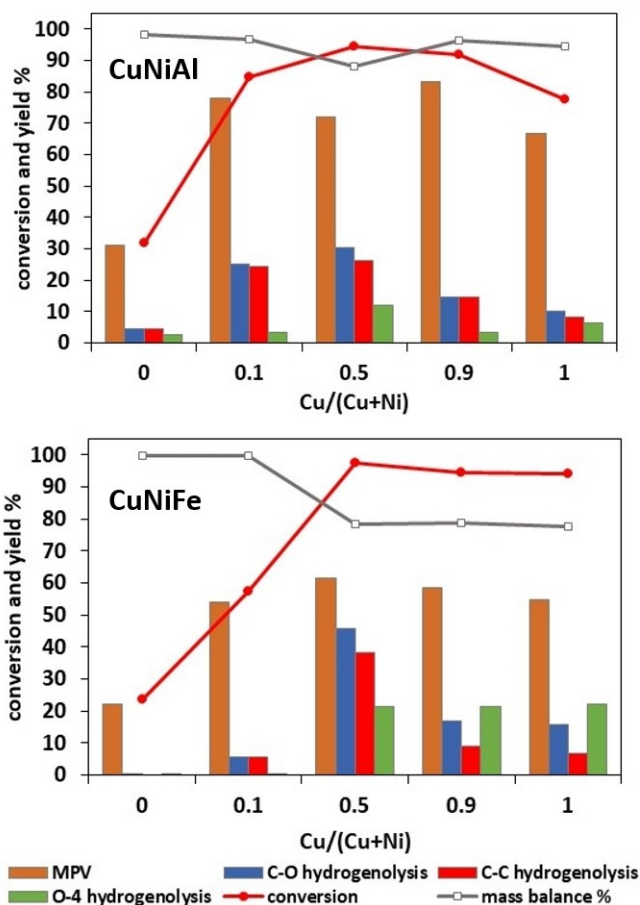 100
90
80
70
60
50
40
30
20
10
0
conversion and yield %
CuNiAl
0 0.1 0.5 0.9 1
Cu/(Cu+Ni)
100
90
80
70
60
50
40
30
20
10
0
conversion and yield %
CuNiFe
0 0.1 0.5 0.9 1
Cu/(Cu+Ni)
MPV C-O hydrogenolysis C-C hydrogenolysis
O-4 hydrogenolysis conversion mass balance %